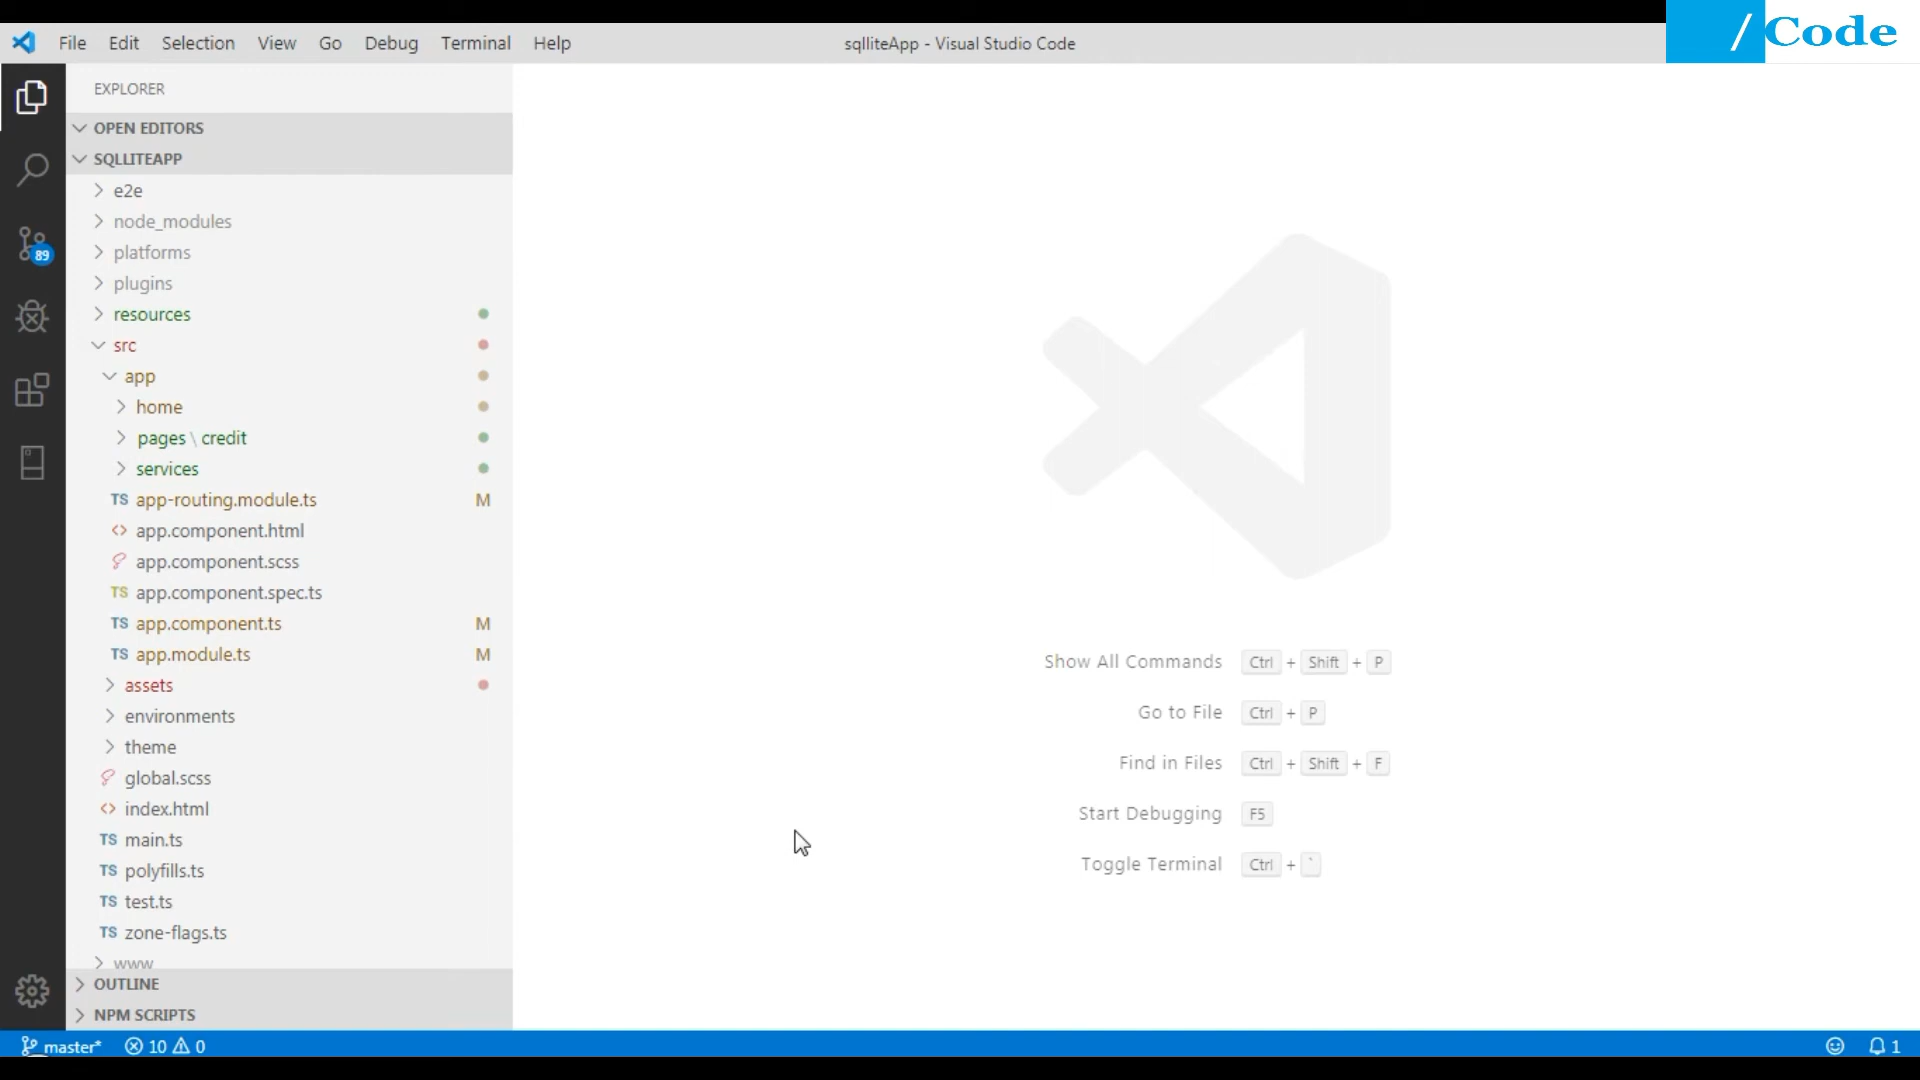 File Edit Selection View Go Debug Terminal Help
sqlliteApp - Visual Studio Code
/Code
EXPLORER
OPEN EDITORS
SQLLITEAPP
e2e
node_modules
platforms
plugins
resources
src
app
home
pages \ credit
services
TS app-routing.module.ts M
<> app.component.html
app.component.scss
TS app.component.spec.ts
TS app.component.ts M
TS app.module.ts M
assets
environments
theme
global.scss
<> index.html
TS main.ts
TS polyfills.ts
TS test.ts
TS zone-flags.ts
www
OUTLINE
NPM SCRIPTS
89
Show All Commands Ctrl + Shift + P
Go to File Ctrl + P
Find in Files Ctrl + Shift + F
Start Debugging F5
Toggle Terminal Ctrl + `
master* 10 0
1